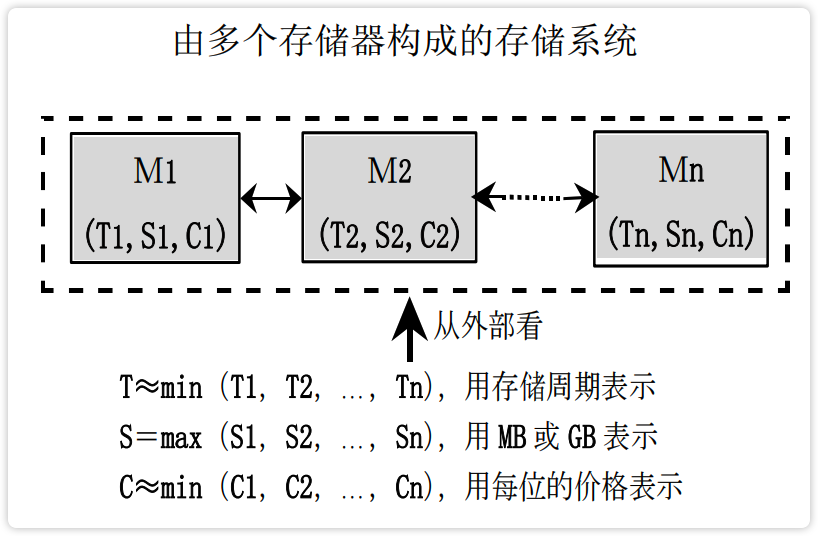 由多个存储器构成的存储系统
M1
M2
Mn
(T1,S1,C1)
(T2,S2,C2)
(Tn,Sn,Cn)
从外部看
T≈min（T1，T2，…，Tn），用存储周期表示
S＝max（S1，S2，…，Sn），用 MB 或 GB 表示
C≈min（C1，C2，…，Cn），用每位的价格表示